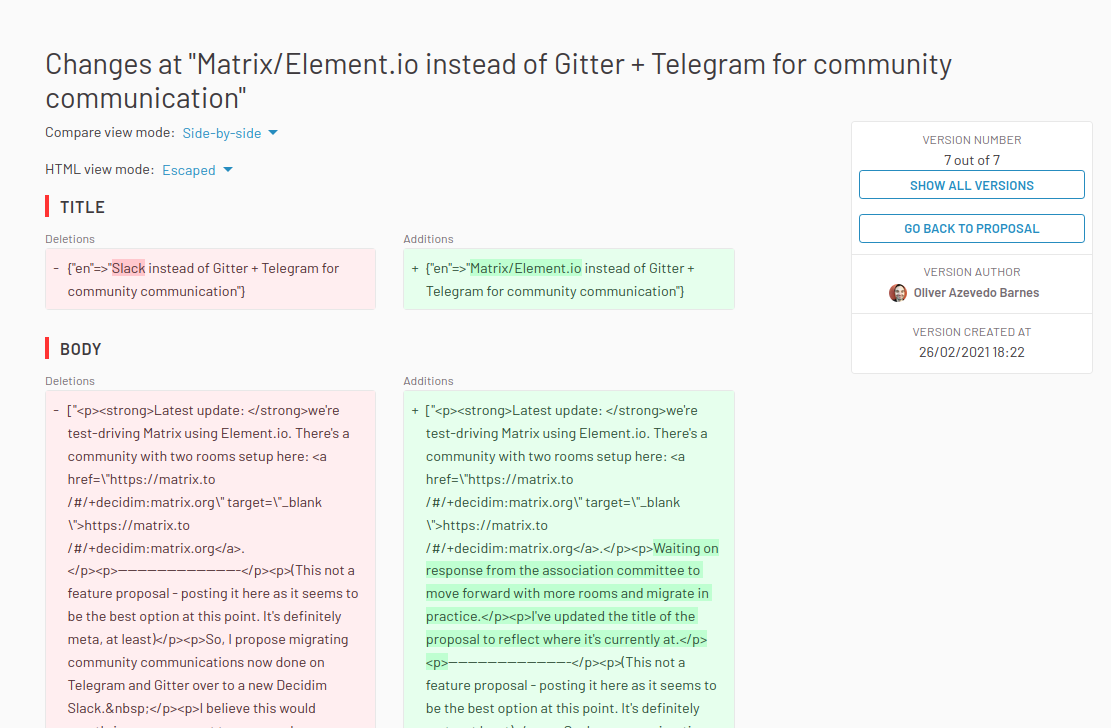 Changes at "Matrix/Element.io instead of Gitter + Telegram for community
communication"
Compare view mode: Side-by-side
HTML view mode: Escaped
VERSION NUMBER
7 out of 7
SHOW ALL VERSIONS
GO BACK TO PROPOSAL
VERSION AUTHOR
Oliver Azevedo Barnes
VERSION CREATED AT
26/02/2021 18:22
TITLE
Deletions
- {"en"=>"Slack instead of Gitter + Telegram for
community communication"}
Additions
+ {"en"=>"Matrix/Element.io instead of Gitter +
Telegram for community communication"}
BODY
Deletions
- ["<p><strong>Latest update: </strong>we're
test-driving Matrix using Element.io. There's a
community with two rooms setup here: <a
href=\"https://matrix.to
/#/+decidim:matrix.org\" target=\"_blank
\">https://matrix.to
/#/+decidim:matrix.org</a>.
</p><p>------------------------</p><p>(This not a
feature proposal - posting it here as it seems to
be the best option at this point. It's definitely
meta, at least)</p><p>So, I propose migrating
community communications now done on
Telegram and Gitter over to a new Decidim
Slack.&nbsp;</p><p>I believe this would
Additions
+ ["<p><strong>Latest update: </strong>we're
test-driving Matrix using Element.io. There's a
community with two rooms setup here: <a
href=\"https://matrix.to
/#/+decidim:matrix.org\" target=\"_blank
\">https://matrix.to
/#/+decidim:matrix.org</a>.</p><p>Waiting on
response from the association committee to
move forward with more rooms and migrate in
practice.</p><p>I've updated the title of the
proposal to reflect where it's currently at.</p>
<p>------------------------</p><p>(This not a
feature proposal - posting it here as it seems to
be the best option at this point. It's definitely